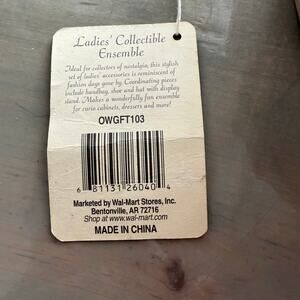 Ladies' Collectible
Ensemble
Ideal for collectors of nostalgia, this stylish
set of ladies' accessories is reminiscent of
fashion days gone by. Coordinating pieces
include handbag, shoe and hat with display
stand. Makes a wonderfully fun ensemble
for curio cabinets, dressers and more!
OWGFT103
6 81131 26040 4
Marketed by Wal-Mart Stores, Inc.
Bentonville, AR 72716
Shop at www.wal-mart.com
MADE IN CHINA